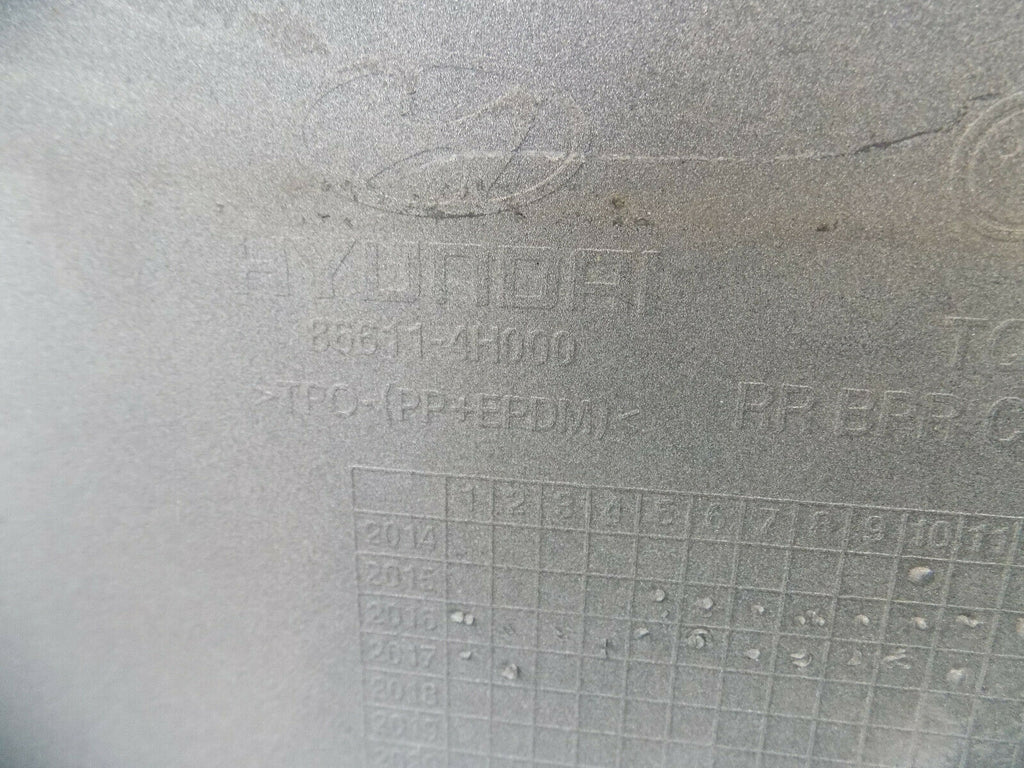 HYUNDAI
86611-4H000
>TPO-(PP+EPDM)<
RR BPR C
1 2 3 4 5 6 7 8 9 10 11
2014
2015
2016
2017
2018
2019